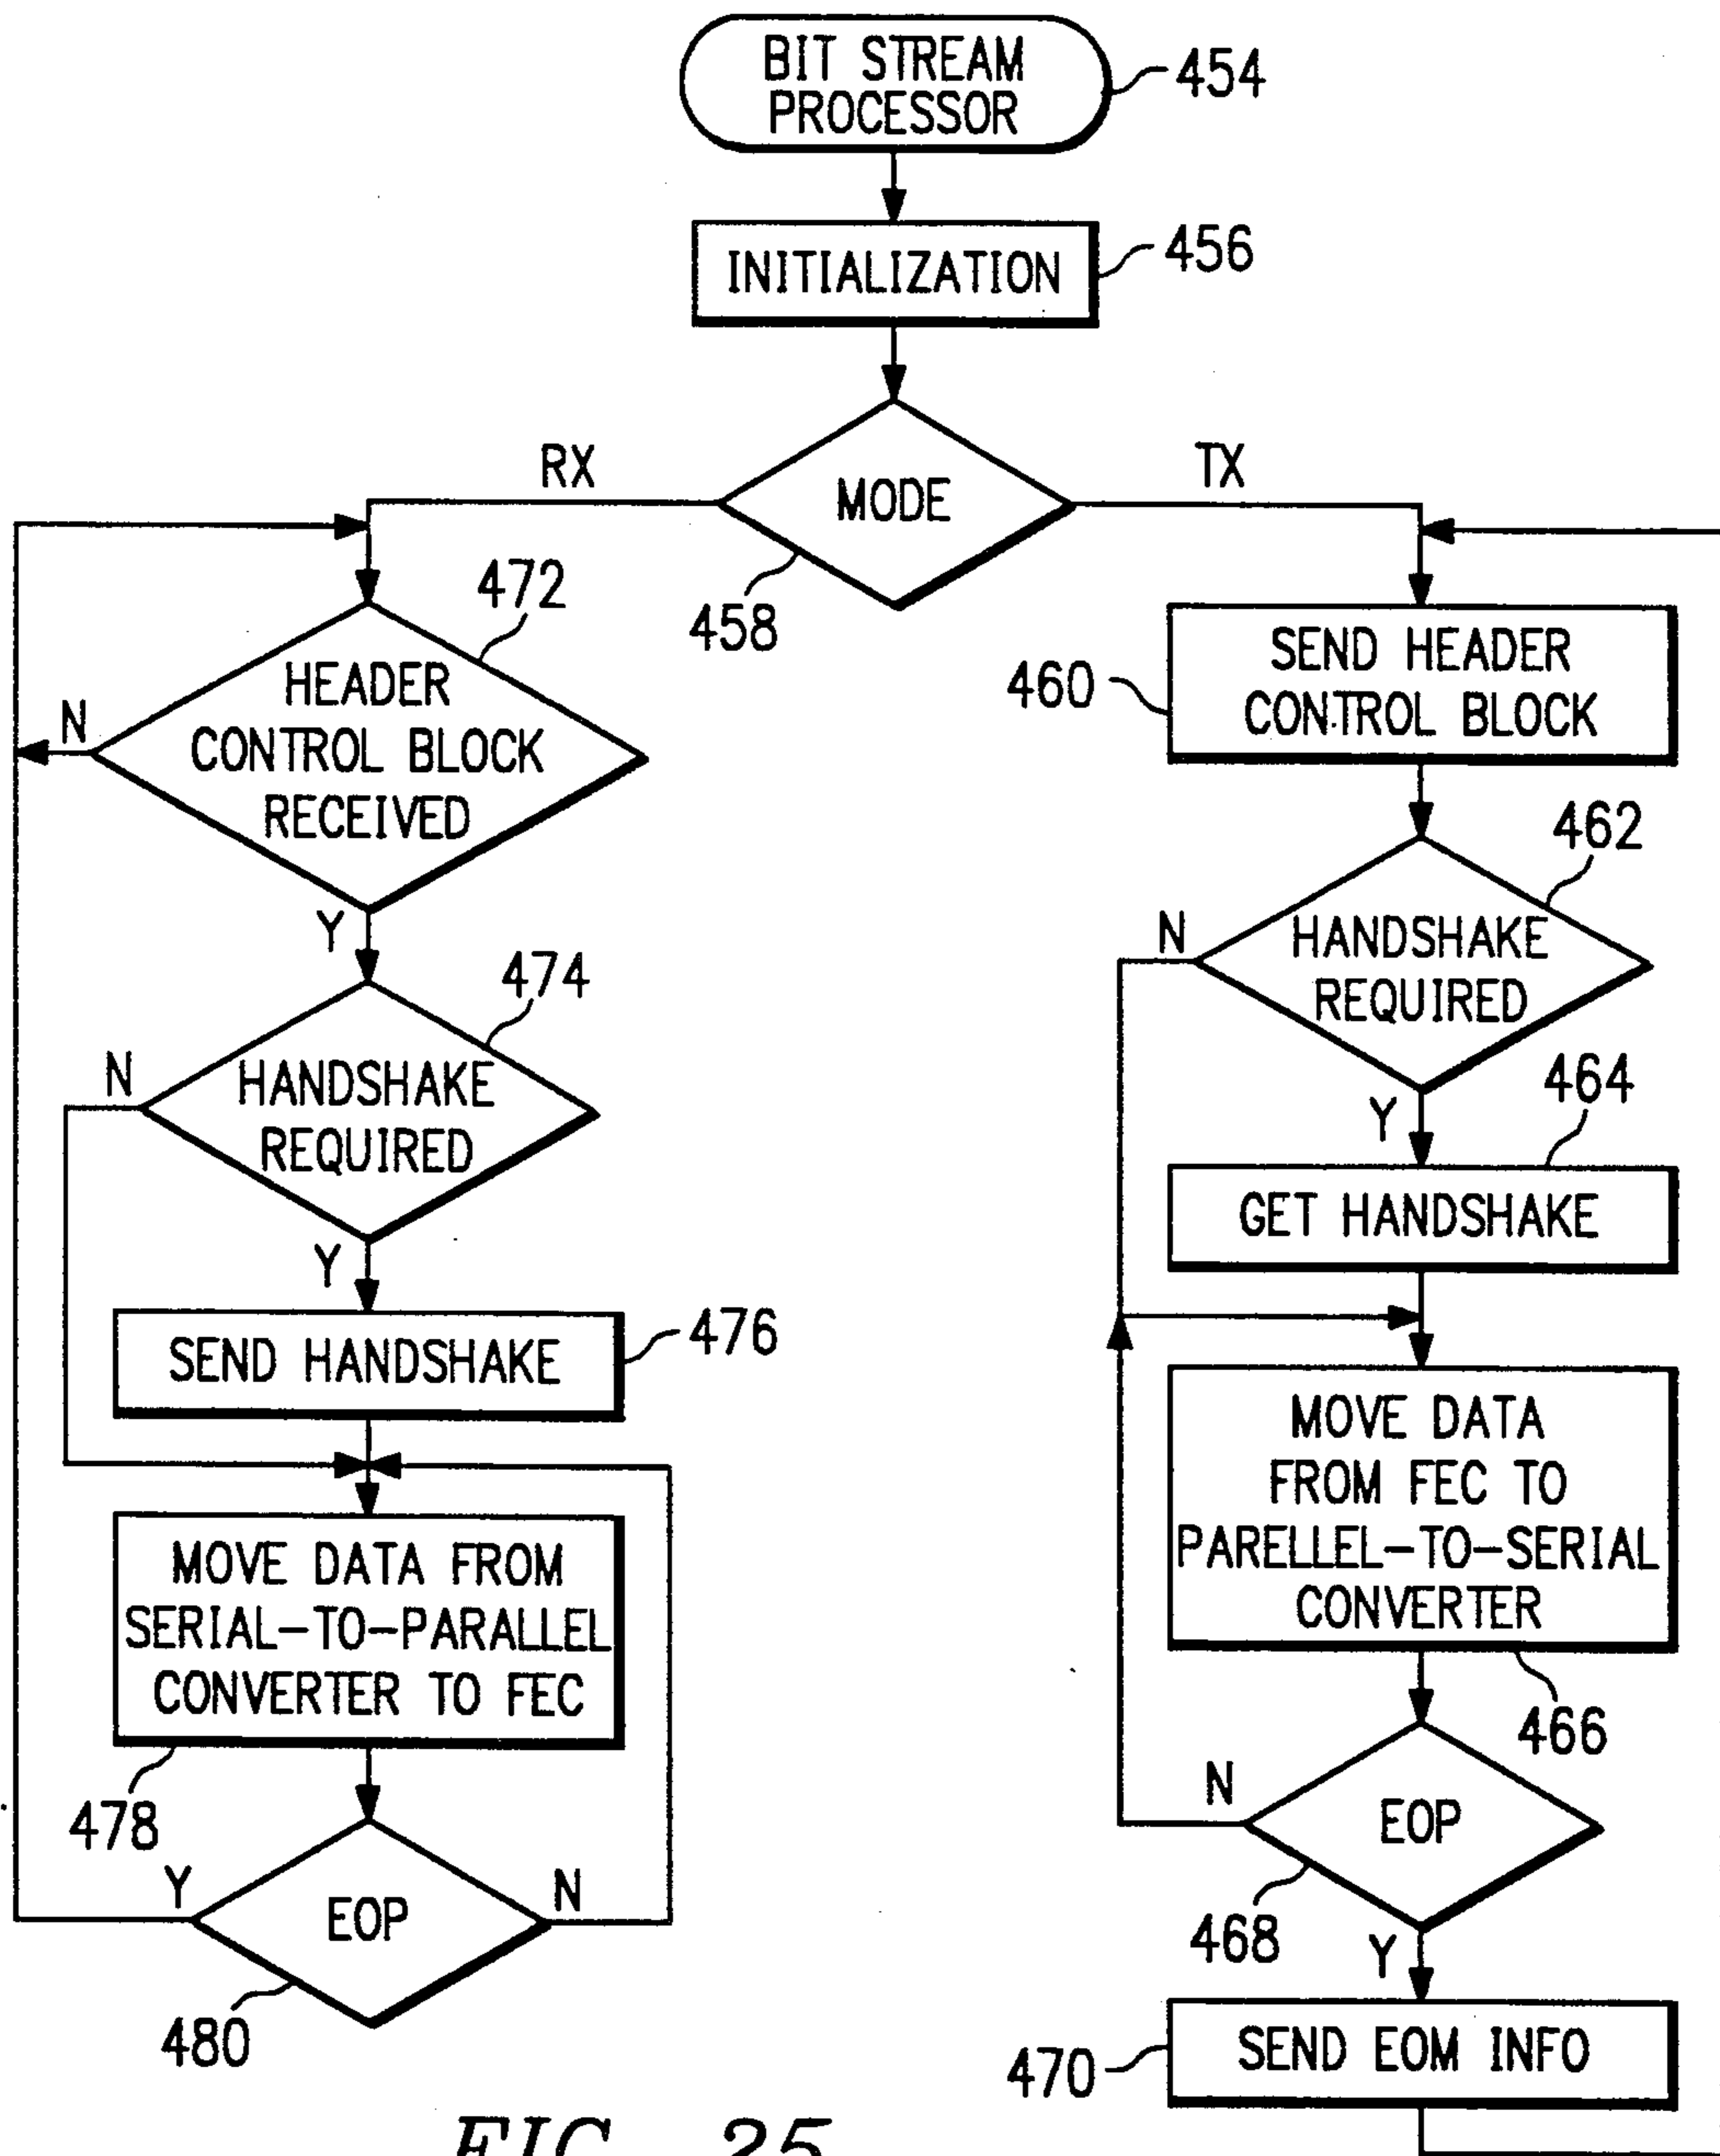 BIT STREAM
PROCESSOR
454
INITIALIZATION
456
MODE
458
RX
TX
472
HEADER
CONTROL BLOCK
RECEIVED
N
Y
474
HANDSHAKE
REQUIRED
N
Y
SEND HANDSHAKE
476
MOVE DATA FROM
SERIAL-TO-PARALLEL
CONVERTER TO FEC
478
EOP
Y
N
480
SEND HEADER
CONTROL BLOCK
460
462
HANDSHAKE
REQUIRED
N
Y
464
GET HANDSHAKE
MOVE DATA
FROM FEC TO
PARELLEL-TO-SERIAL
CONVERTER
466
EOP
N
Y
468
SEND EOM INFO
470
FIG. 25